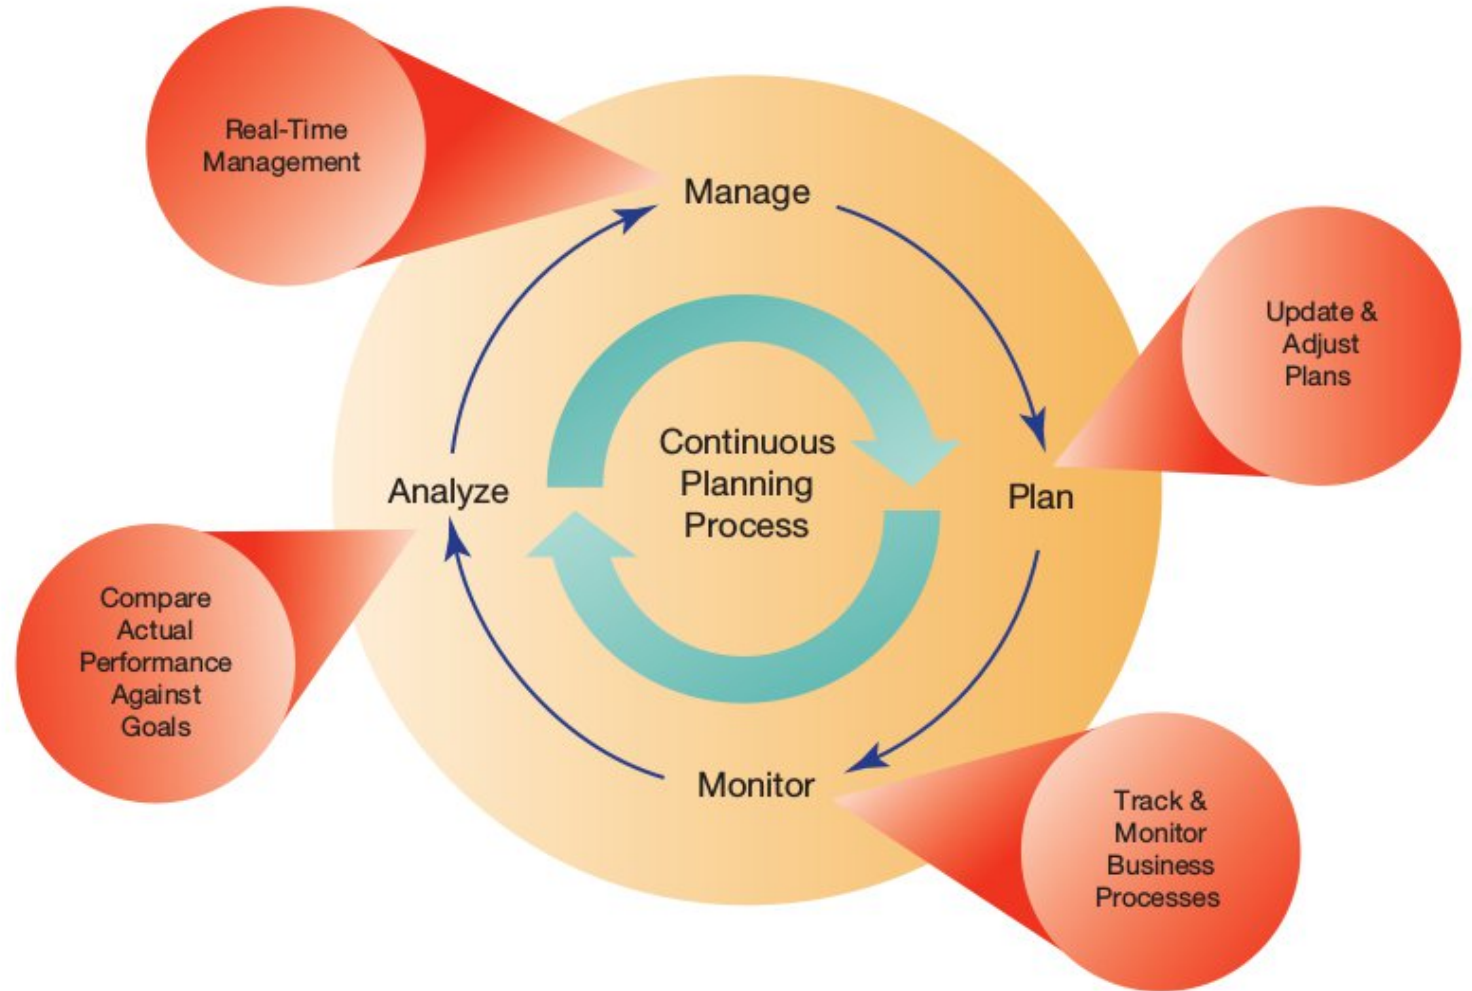 Real-Time
Management
Manage
Update &
Adjust
Plans
Continuous
Planning
Process
Analyze
Plan
Compare
Actual
Performance
Against
Goals
Monitor
Track &
Monitor
Business
Processes